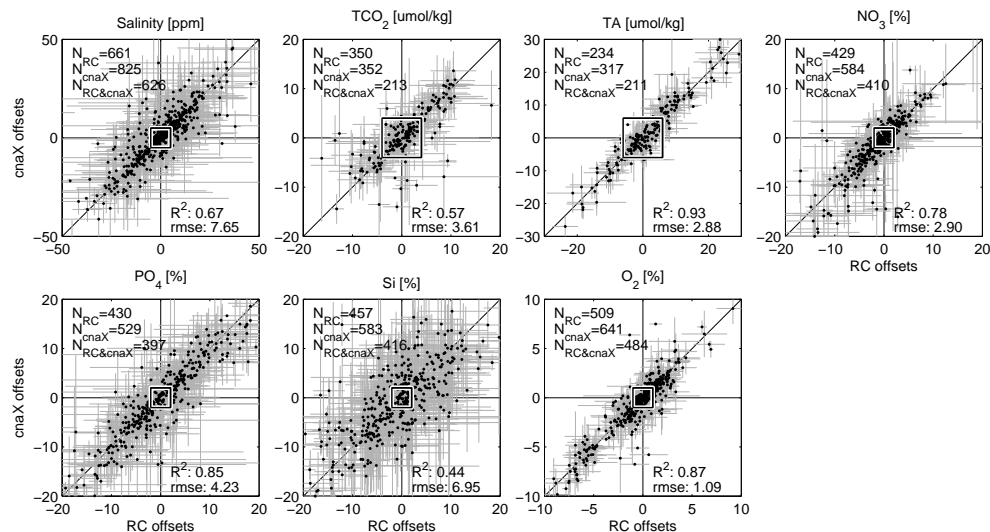 Salinity [ppm]
50
0
−50
−50
0
50
cnaX offsets
N_RC=661
N_cnaX=825
N_RC&cnaX=626
R²: 0.67
rmse: 7.65
TCO₂ [umol/kg]
20
10
0
−10
−20
−20
−10
0
10
20
N_RC=350
N_cnaX=352
N_RC&cnaX=213
R²: 0.57
rmse: 3.61
TA [umol/kg]
30
20
10
0
−10
−20
−30
−20
0
20
N_RC=234
N_cnaX=317
N_RC&cnaX=211
R²: 0.93
rmse: 2.88
NO₃ [%]
20
10
0
−10
−20
−20
−10
0
10
20
RC offsets
N_RC=429
N_cnaX=584
N_RC&cnaX=410
R²: 0.78
rmse: 2.90
PO₄ [%]
20
10
0
−10
−20
−20
−10
0
10
20
cnaX offsets
RC offsets
N_RC=430
N_cnaX=529
N_RC&cnaX=397
R²: 0.85
rmse: 4.23
Si [%]
20
10
0
−10
−20
−20
−10
0
10
20
RC offsets
N_RC=457
N_cnaX=583
N_RC&cnaX=416
R²: 0.44
rmse: 6.95
O₂ [%]
10
5
0
−5
−10
−10
−5
0
5
10
RC offsets
N_RC=509
N_cnaX=641
N_RC&cnaX=484
R²: 0.87
rmse: 1.09